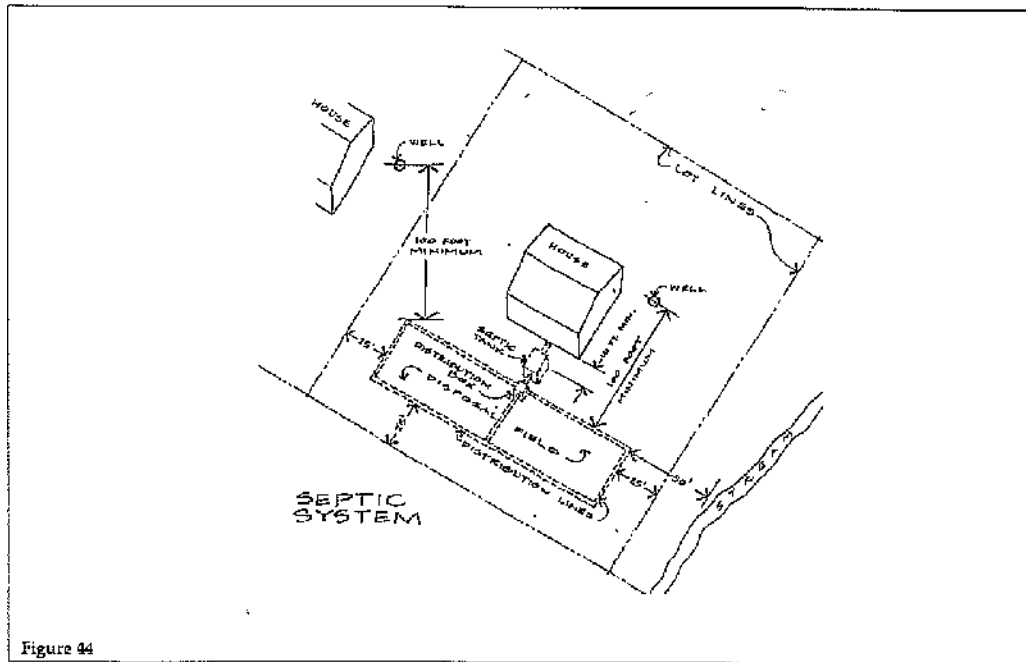 HOUSE
WELL
LOT LINES
100 FOOT
MINIMUM
HOUSE
WELL
SEPTIC
TANK
10 FT. MIN.
100 FOOT
MINIMUM
15'
DISTRIBUTION
BOX
DISPOSAL
FIELD
DISTRIBUTION LINES
15'
50'
STREAM
SEPTIC
SYSTEM
Figure 44